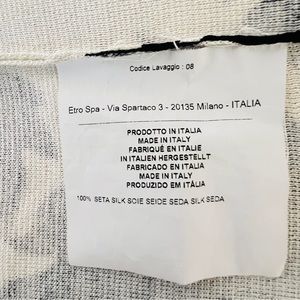 Codice Lavaggio : 08
Etro Spa - Via Spartaco 3 - 20135 Milano - ITALIA
PRODOTTO IN ITALIA
MADE IN ITALY
FABRIQUÉ EN ITALIE
IN ITALIEN HERGESTELLT
FABRICADO EN ITALIA
MADE IN ITALY
PRODUZIDO EM ITÁLIA
100% SETA SILK SOIE SEIDE SEDA SILK SEDA